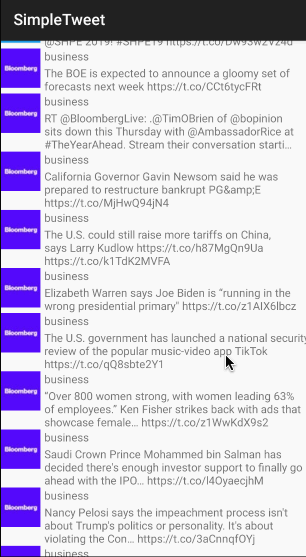 SimpleTweet
@SHPE 2019! #SHPE19 https://t.co/Dw93w2Vz4d
business
Bloomberg
The BOE is expected to announce a gloomy set of
forecasts next week https://t.co/CCt6tycFRt
business
Bloomberg
RT @BloombergLive: .@TimOBrien of @bopinion
sits down this Thursday with @AmbassadorRice at
#TheYearAhead. Stream their conversation starti...
business
Bloomberg
California Governor Gavin Newsom said he was
prepared to restructure bankrupt PG&amp;E
https://t.co/MjHwQ94jN4
business
Bloomberg
The U.S. could still raise more tariffs on China,
says Larry Kudlow https://t.co/h87MgQn9Ua
https://t.co/k1TdK2MVFA
business
Bloomberg
Elizabeth Warren says Joe Biden is “running in the
wrong presidential primary" https://t.co/z1AIX6lbcz
business
Bloomberg
The U.S. government has launched a national security
review of the popular music-video app TikTok
https://t.co/qQ8sbte2Y1
business
Bloomberg
“Over 800 women strong, with women leading 63%
of employees.” Ken Fisher strikes back with ads that
showcase female... https://t.co/z1WwKdX9s2
business
Bloomberg
Saudi Crown Prince Mohammed bin Salman has
decided there's enough investor support to finally go
ahead with the IPO... https://t.co/l4OyaecjhM
business
Bloomberg
Nancy Pelosi says the impeachment process isn't
about Trump's politics or personality. It's about
violating the Con... https://t.co/3aCnnqfOYj
business